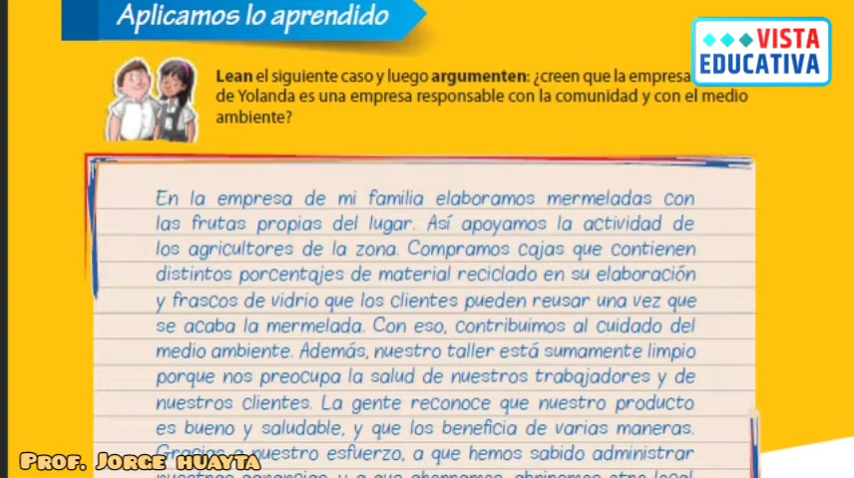 Aplicamos lo aprendido
VISTA
EDUCATIVA
Lean el siguiente caso y luego argumenten: ¿creen que la empresa
de Yolanda es una empresa responsable con la comunidad y con el medio
ambiente?
En la empresa de mi familia elaboramos mermeladas con
las frutas propias del lugar. Así apoyamos la actividad de
los agricultores de la zona. Compramos cajas que contienen
distintos porcentajes de material reciclado en su elaboración
y frascos de vidrio que los clientes pueden reusar una vez que
se acaba la mermelada. Con eso, contribuimos al cuidado del
medio ambiente. Además, nuestro taller está sumamente limpio
porque nos preocupa la salud de nuestros trabajadores y de
nuestros clientes. La gente reconoce que nuestro producto
es bueno y saludable, y que los beneficia de varias maneras.
Gracias a nuestro esfuerzo, a que hemos sabido administrar
Prof. Jorge huayta